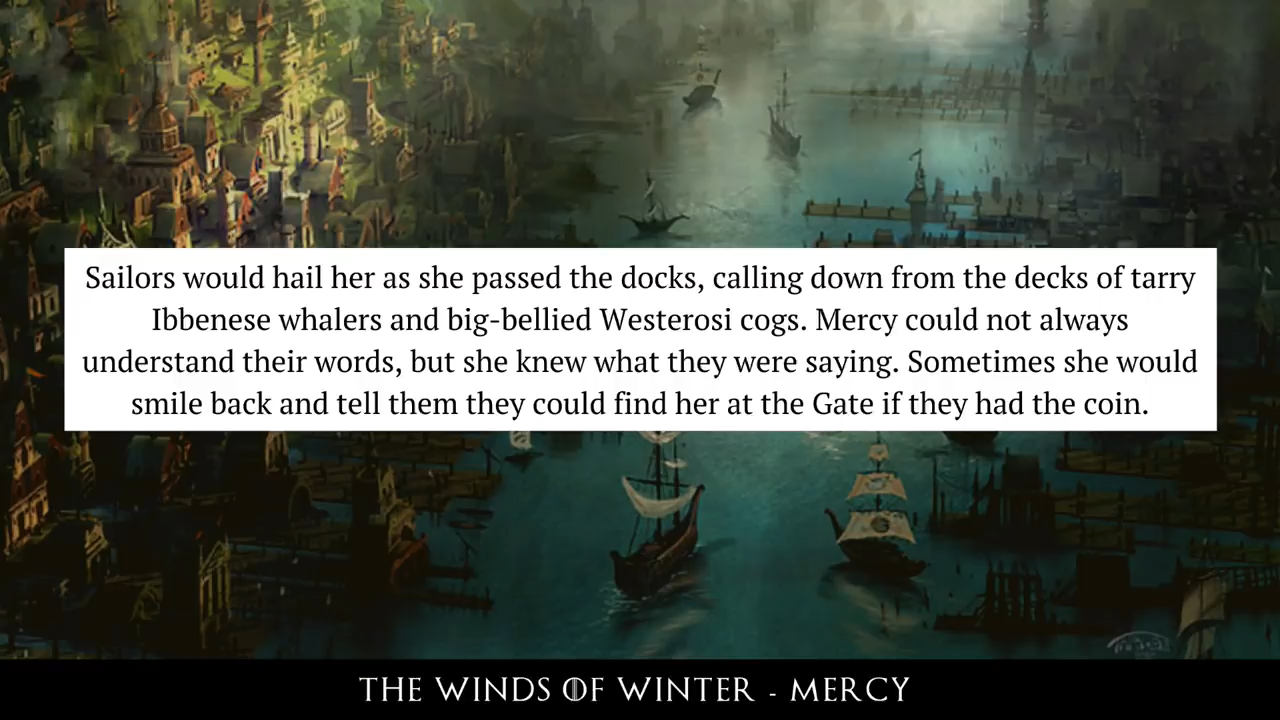 Sailors would hail her as she passed the docks, calling down from the decks of tarry
Ibbenese whalers and big-bellied Westerosi cogs. Mercy could not always
understand their words, but she knew what they were saying. Sometimes she would
smile back and tell them they could find her at the Gate if they had the coin.
THE WINDS OF WINTER - MERCY